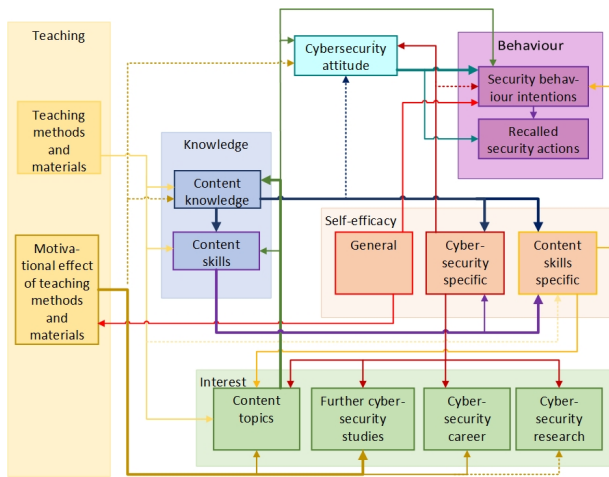 Teaching
Teaching
methods
and
materials
Motiva-
tional effect
of teaching
methods
and
materials
Knowledge
Content
knowledge
Content
skills
Cybersecurity
attitude
Behaviour
Security behav-
iour intentions
Recalled
security actions
Self-efficacy
General
Cyber-
security
specific
Content
skills
specific
Interest
Content
topics
Further cyber-
security
studies
Cyber-
security
career
Cyber-
security
research